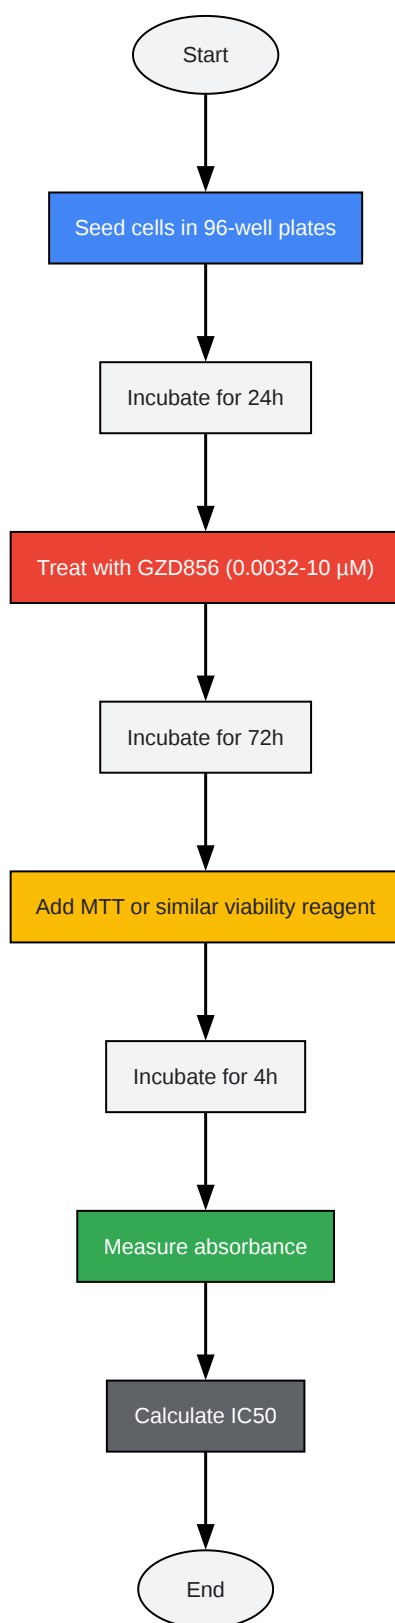 Start
Seed cells in 96-well plates
Incubate for 24h
Treat with GZD856 (0.0032-10 µM)
Incubate for 72h
Add MTT or similar viability reagent
Incubate for 4h
Measure absorbance
Calculate IC50
End